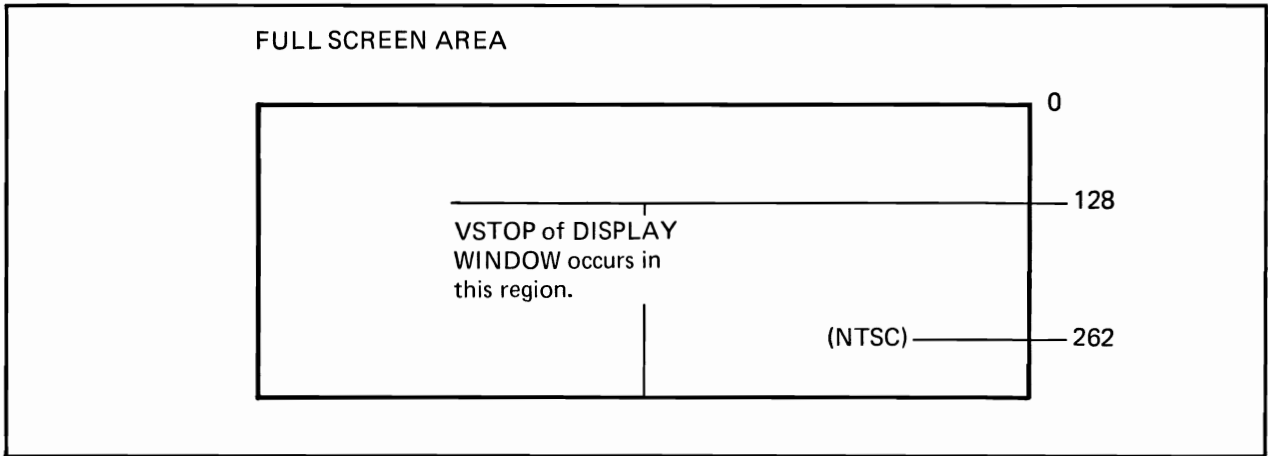 FULL SCREEN AREA
0
128
VSTOP of DISPLAY
WINDOW occurs in
this region.
(NTSC) 262